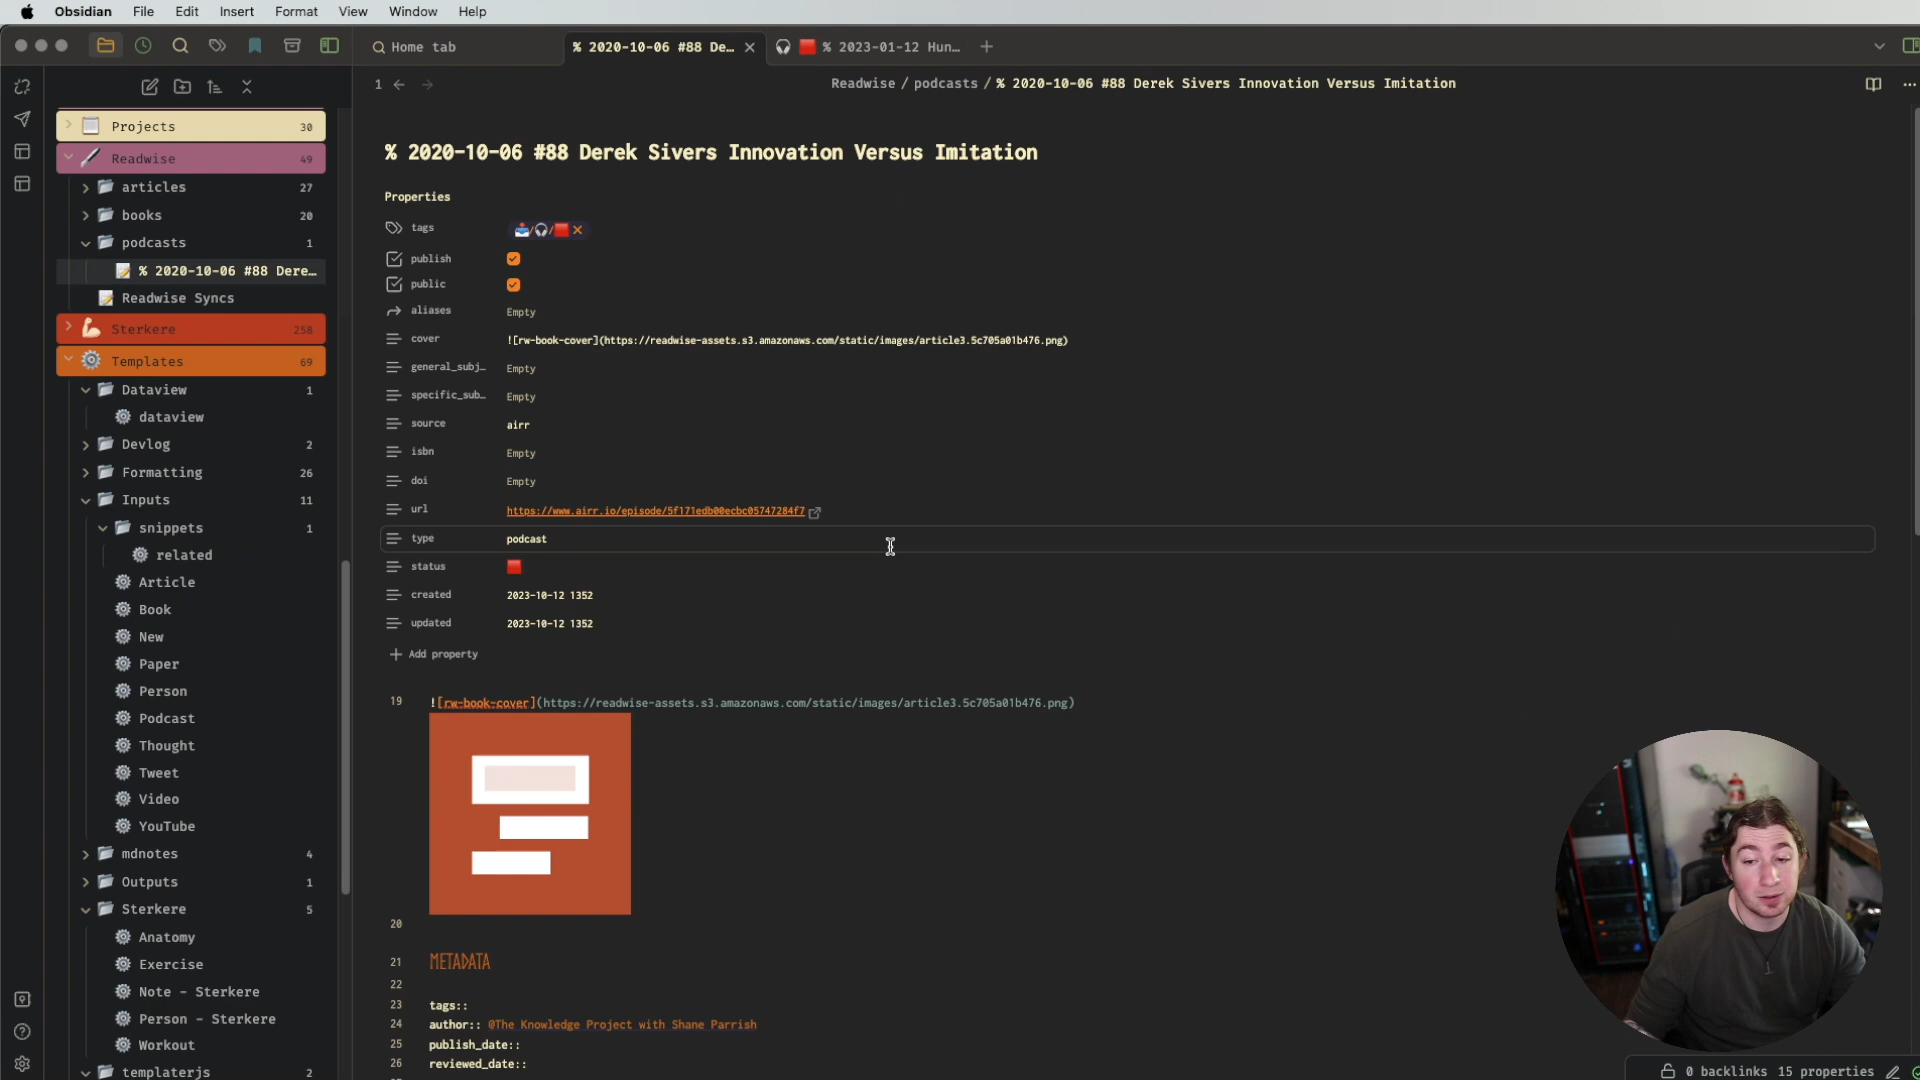 Obsidian File Edit Insert Format View Window Help
Home tab
% 2020-10-06 #88 De…
% 2023-01-12 Hun…
1
Readwise / podcasts / % 2020-10-06 #88 Derek Sivers Innovation Versus Imitation
Projects 30
Readwise 49
articles 27
books 20
podcasts 1
% 2020-10-06 #88 Dere…
Readwise Syncs
Sterkere 258
Templates 69
Dataview 1
dataview
Devlog 2
Formatting 26
Inputs 11
snippets 1
related
Article
Book
New
Paper
Person
Podcast
Thought
Tweet
Video
YouTube
mdnotes 4
Outputs 1
Sterkere 5
Anatomy
Exercise
Note - Sterkere
Person - Sterkere
Workout
templaterjs 2
% 2020-10-06 #88 Derek Sivers Innovation Versus Imitation
Properties
tags / /
publish
public
aliases Empty
cover ![rw-book-cover](https://readwise-assets.s3.amazonaws.com/static/images/article3.5c705a01b476.png)
general_subj… Empty
specific_sub… Empty
source airr
isbn Empty
doi Empty
url https://www.airr.io/episode/5f171edb00ecbc05747284f7
type podcast
status
created 2023-10-12 1352
updated 2023-10-12 1352
Add property
19 ![rw-book-cover](https://readwise-assets.s3.amazonaws.com/static/images/article3.5c705a01b476.png)
20
21 METADATA
22
23 tags::
24 author:: @The Knowledge Project with Shane Parrish
25 publish_date::
26 reviewed_date::
0 backlinks 15 properties